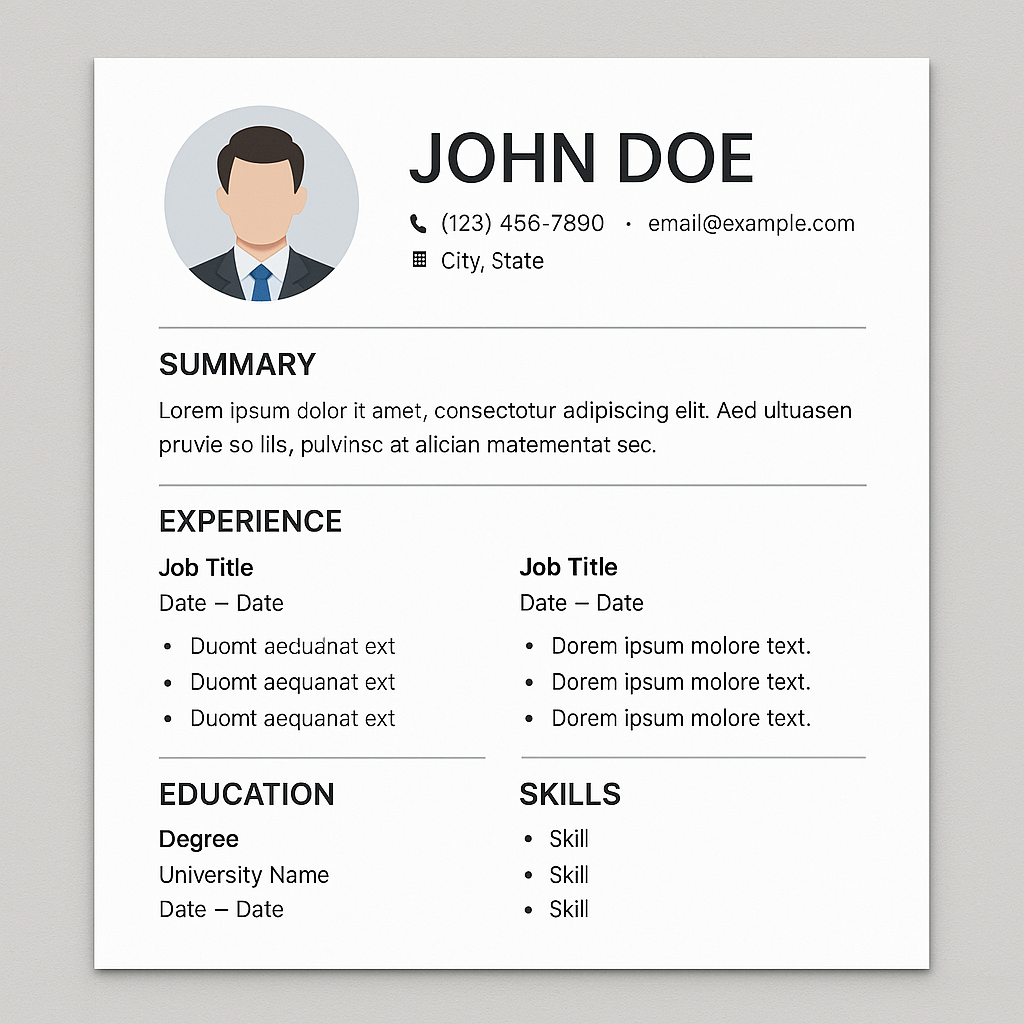 JOHN DOE
(123) 456-7890 • email@example.com
City, State
SUMMARY
Lorem ipsum dolor it amet, consectotur adipiscing elit. Aed ultuasen
pruvie so lils, pulvinsc at alician matementat sec.
EXPERIENCE
Job Title
Date – Date
• Duomt aequanat ext
• Duomt aequanat ext
• Duomt aequanat ext
Job Title
Date – Date
• Dorem ipsum molore text.
• Dorem ipsum molore text.
• Dorem ipsum molore text.
EDUCATION
Degree
University Name
Date – Date
SKILLS
• Skill
• Skill
• Skill